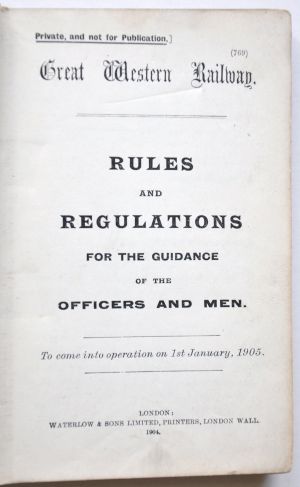 Private, and not for Publication.]
(769)
Great Western Railway.
RULES
AND
REGULATIONS
FOR THE GUIDANCE
OF THE
OFFICERS AND MEN.
To come into operation on 1st January, 1905.
LONDON:
WATERLOW & SONS LIMITED, PRINTERS, LONDON WALL.
1904.